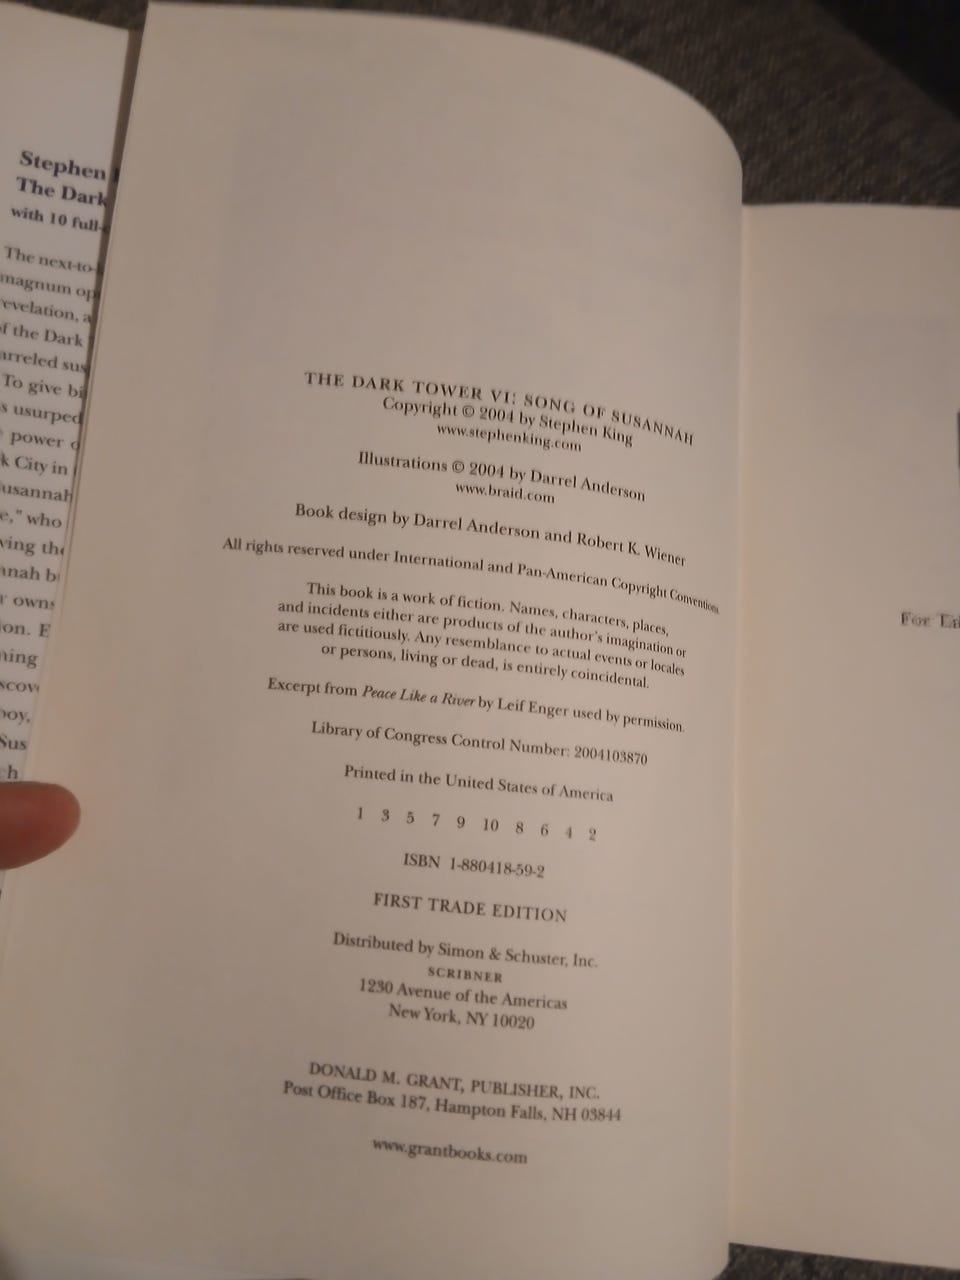 Stephen
The Dark
with 10 full-
The next-to-
magnum op
revelation, a
of the Dark
arreled sus
To give bi
s usurped
power
k City in
usannah
e," who
ving the
nnah b
r owns
ion. E
ning
scov
boy,
Sus
ch
THE DARK TOWER VI: SONG OF SUSANNAH
Copyright © 2004 by Stephen King
www.stephenking.com
Illustrations © 2004 by Darrel Anderson
www.braid.com
Book design by Darrel Anderson and Robert K. Wiener
All rights reserved under International and Pan-American Copyright Conventions
This book is a work of fiction. Names, characters, places,
and incidents either are products of the author's imagination or
are used fictitiously. Any resemblance to actual events or locales
or persons, living or dead, is entirely coincidental.
Excerpt from Peace Like a River by Leif Enger used by permission.
Library of Congress Control Number: 2004103870
Printed in the United States of America
1 3 5 7 9 10 8 6 4 2
ISBN 1-880418-59-2
FIRST TRADE EDITION
Distributed by Simon & Schuster, Inc.
SCRIBNER
1230 Avenue of the Americas
New York, NY 10020
DONALD M. GRANT, PUBLISHER, INC.
Post Office Box 187, Hampton Falls, NH 03844
www.grantbooks.com
For